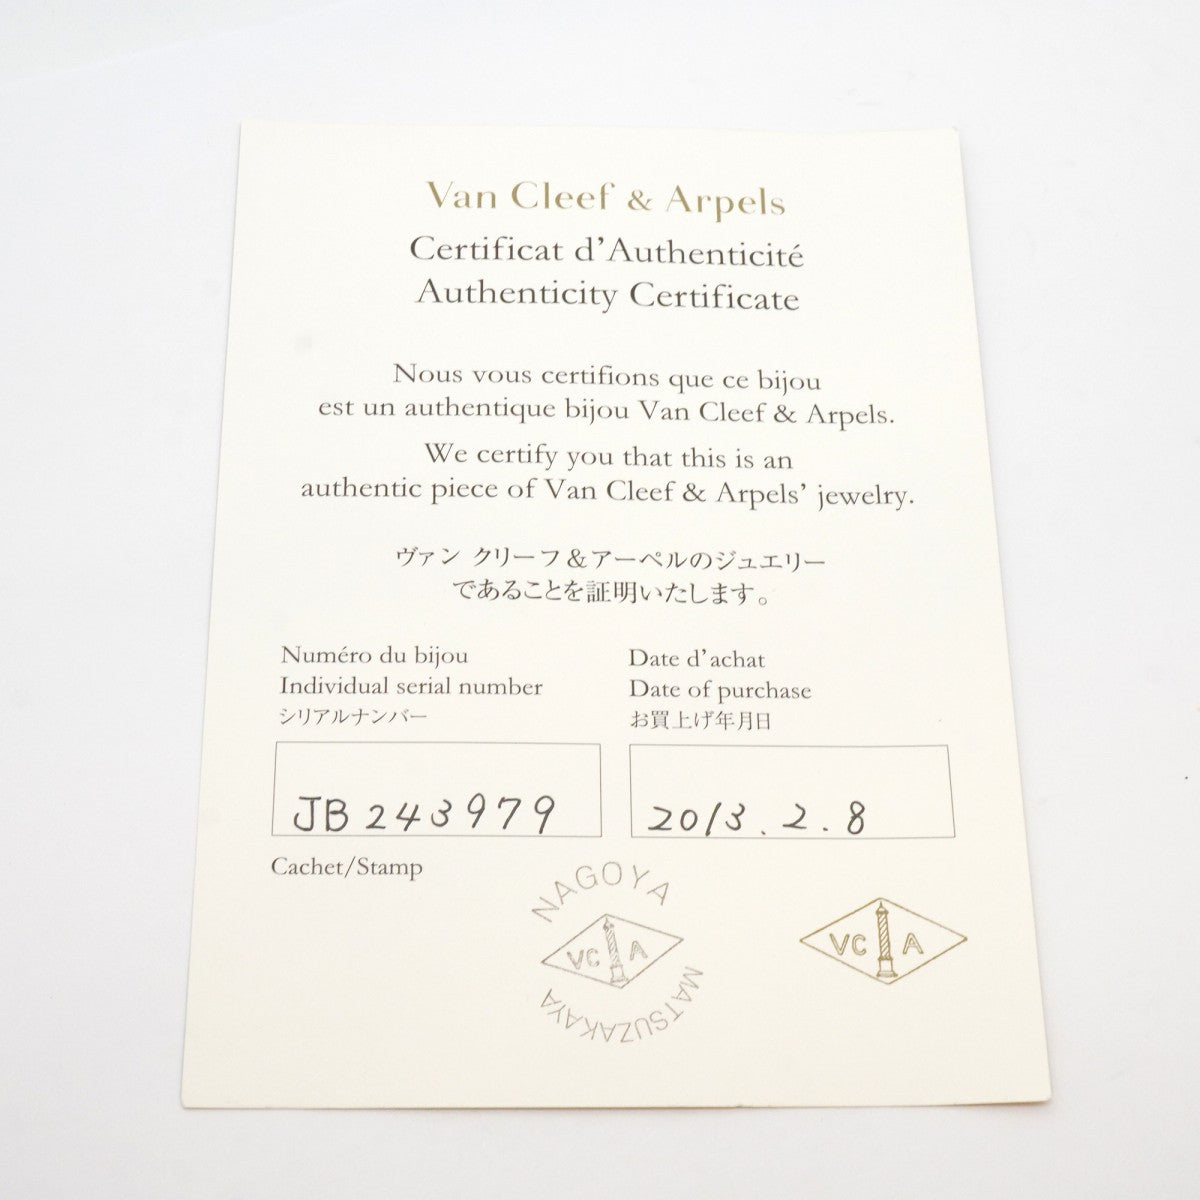 Van Cleef & Arpels
Certificat d'Authenticité
Authenticity Certificate
Nous vous certifions que ce bijou
est un authentique bijou Van Cleef & Arpels.
We certify you that this is an
authentic piece of Van Cleef & Arpels' jewelry.
ヴァン クリーフ&アーペルのジュエリー
であることを証明いたします。
Numéro du bijou
Individual serial number
シリアルナンバー
JB243979
Date d'achat
Date of purchase
お買上げ年月日
2013.2.8
Cachet/Stamp
NAGOYA
VC A
MATSUZAKAYA
VC A